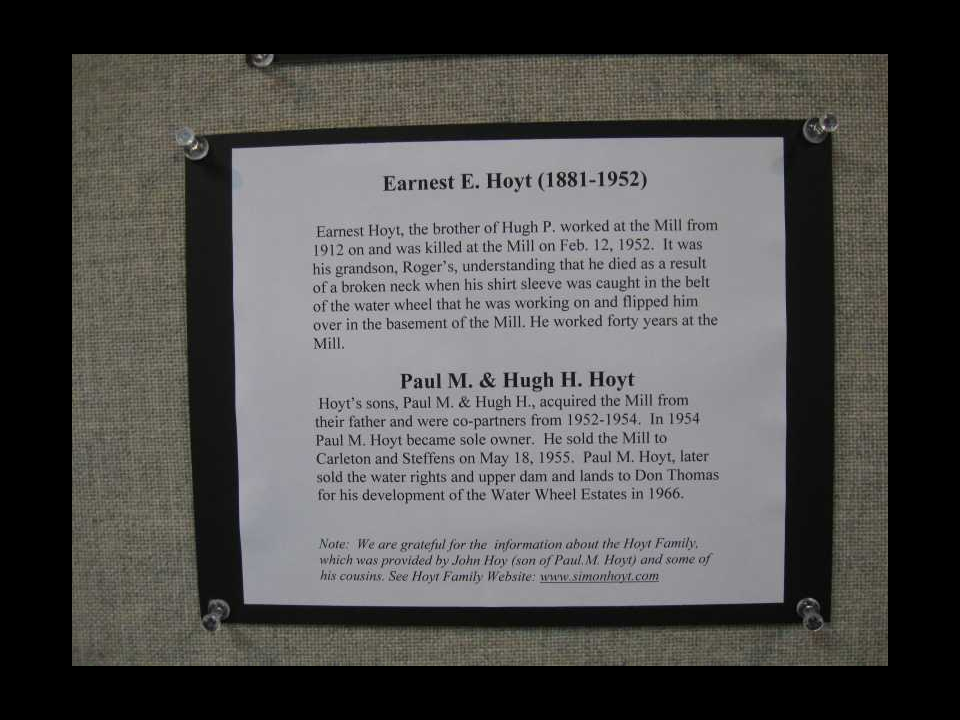 Earnest E. Hoyt (1881-1952)
Earnest Hoyt, the brother of Hugh P. worked at the Mill from
1912 on and was killed at the Mill on Feb. 12, 1952. It was
his grandson, Roger's, understanding that he died as a result
of a broken neck when his shirt sleeve was caught in the belt
of the water wheel that he was working on and flipped him
over in the basement of the Mill. He worked forty years at the
Mill.
Paul M. & Hugh H. Hoyt
Hoyt's sons, Paul M. & Hugh H., acquired the Mill from
their father and were co-partners from 1952-1954. In 1954
Paul M. Hoyt became sole owner. He sold the Mill to
Carleton and Steffens on May 18, 1955. Paul M. Hoyt, later
sold the water rights and upper dam and lands to Don Thomas
for his development of the Water Wheel Estates in 1966.
Note: We are grateful for the information about the Hoyt Family,
which was provided by John Hoy (son of Paul.M. Hoyt) and some of
his cousins. See Hoyt Family Website: www.simonhoyt.com